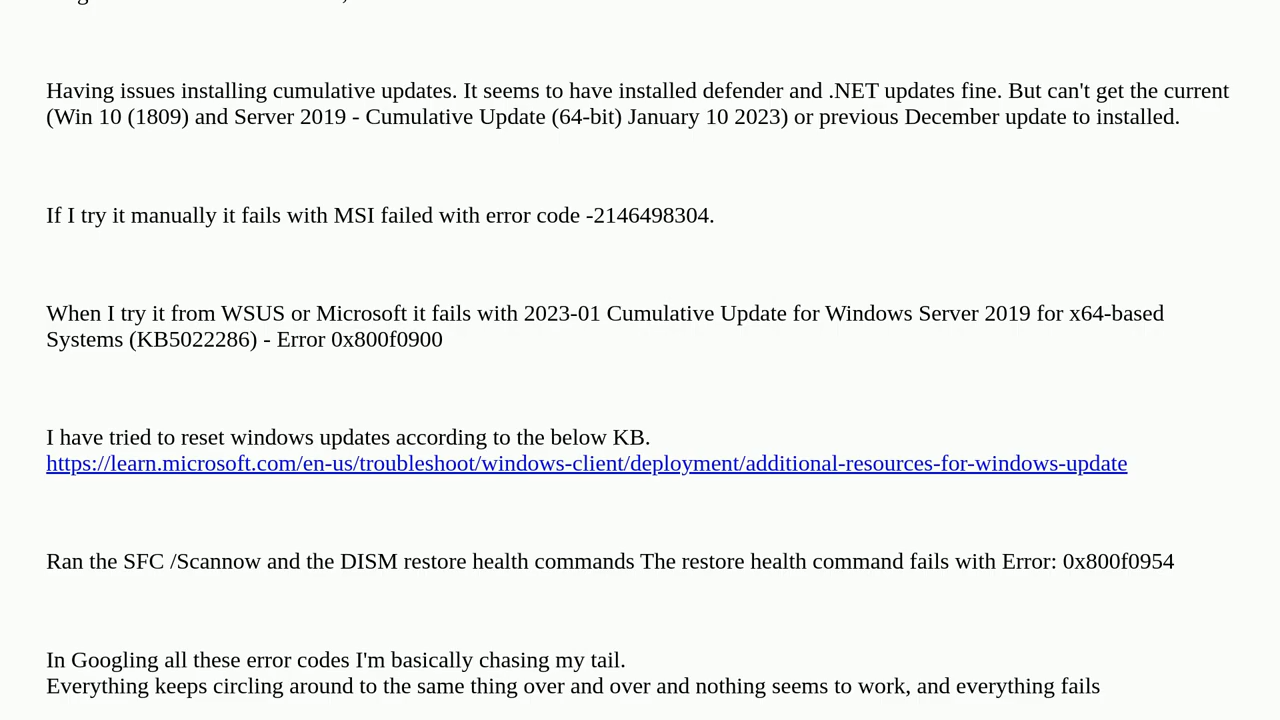 Having issues installing cumulative updates. It seems to have installed defender and .NET updates fine. But can't get the current
(Win 10 (1809) and Server 2019 - Cumulative Update (64-bit) January 10 2023) or previous December update to installed.
If I try it manually it fails with MSI failed with error code -2146498304.
When I try it from WSUS or Microsoft it fails with 2023-01 Cumulative Update for Windows Server 2019 for x64-based
Systems (KB5022286) - Error 0x800f0900
I have tried to reset windows updates according to the below KB.
https://learn.microsoft.com/en-us/troubleshoot/windows-client/deployment/additional-resources-for-windows-update
Ran the SFC /Scannow and the DISM restore health commands The restore health command fails with Error: 0x800f0954
In Googling all these error codes I'm basically chasing my tail.
Everything keeps circling around to the same thing over and over and nothing seems to work, and everything fails